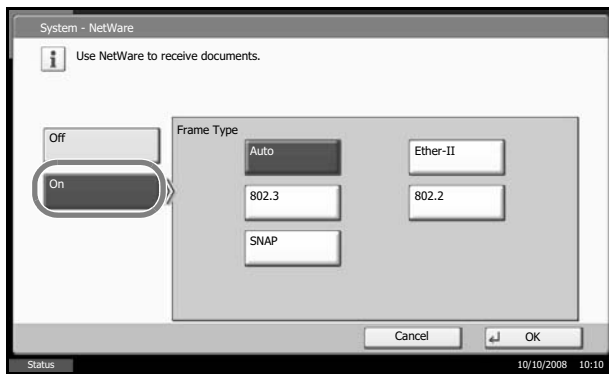 System - NetWare
Use NetWare to receive documents.
Off
On
Frame Type
Auto
Ether-II
802.3
802.2
SNAP
Cancel
OK
Status
10/10/2008 10:10